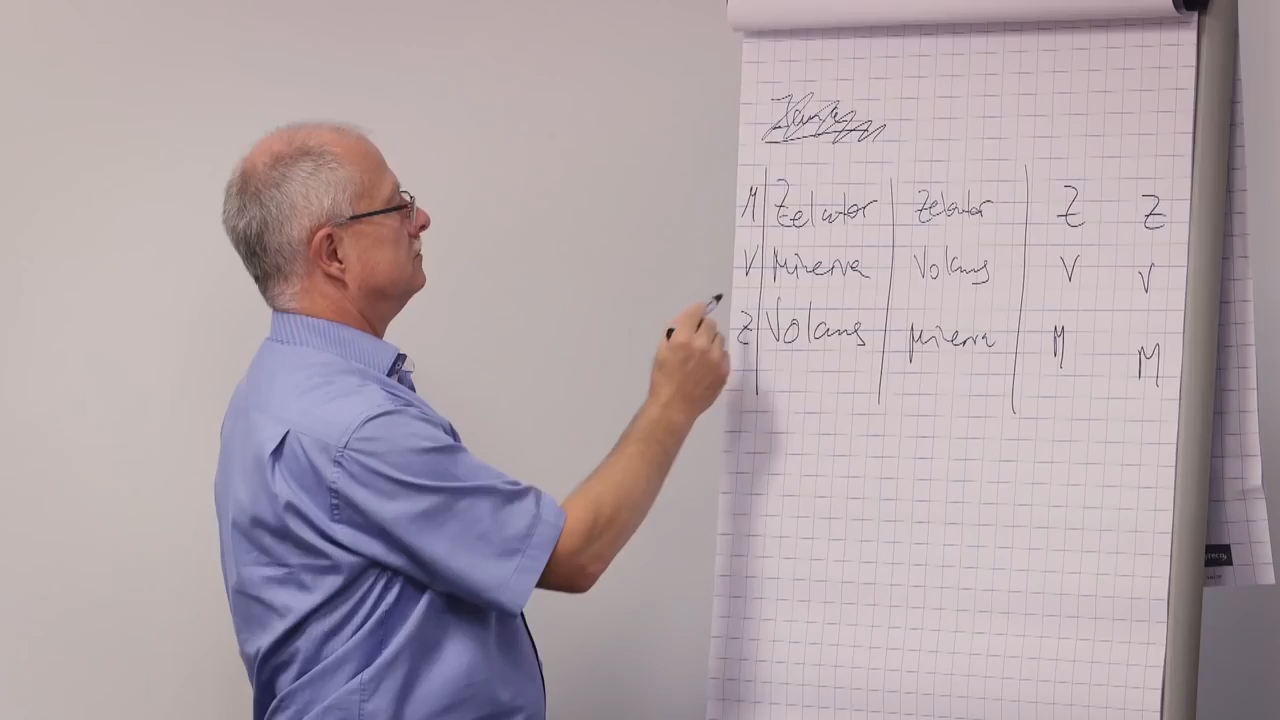 M Zelator Zelator Z Z
V Minerva Volans V V
Z Volans Minerva M M